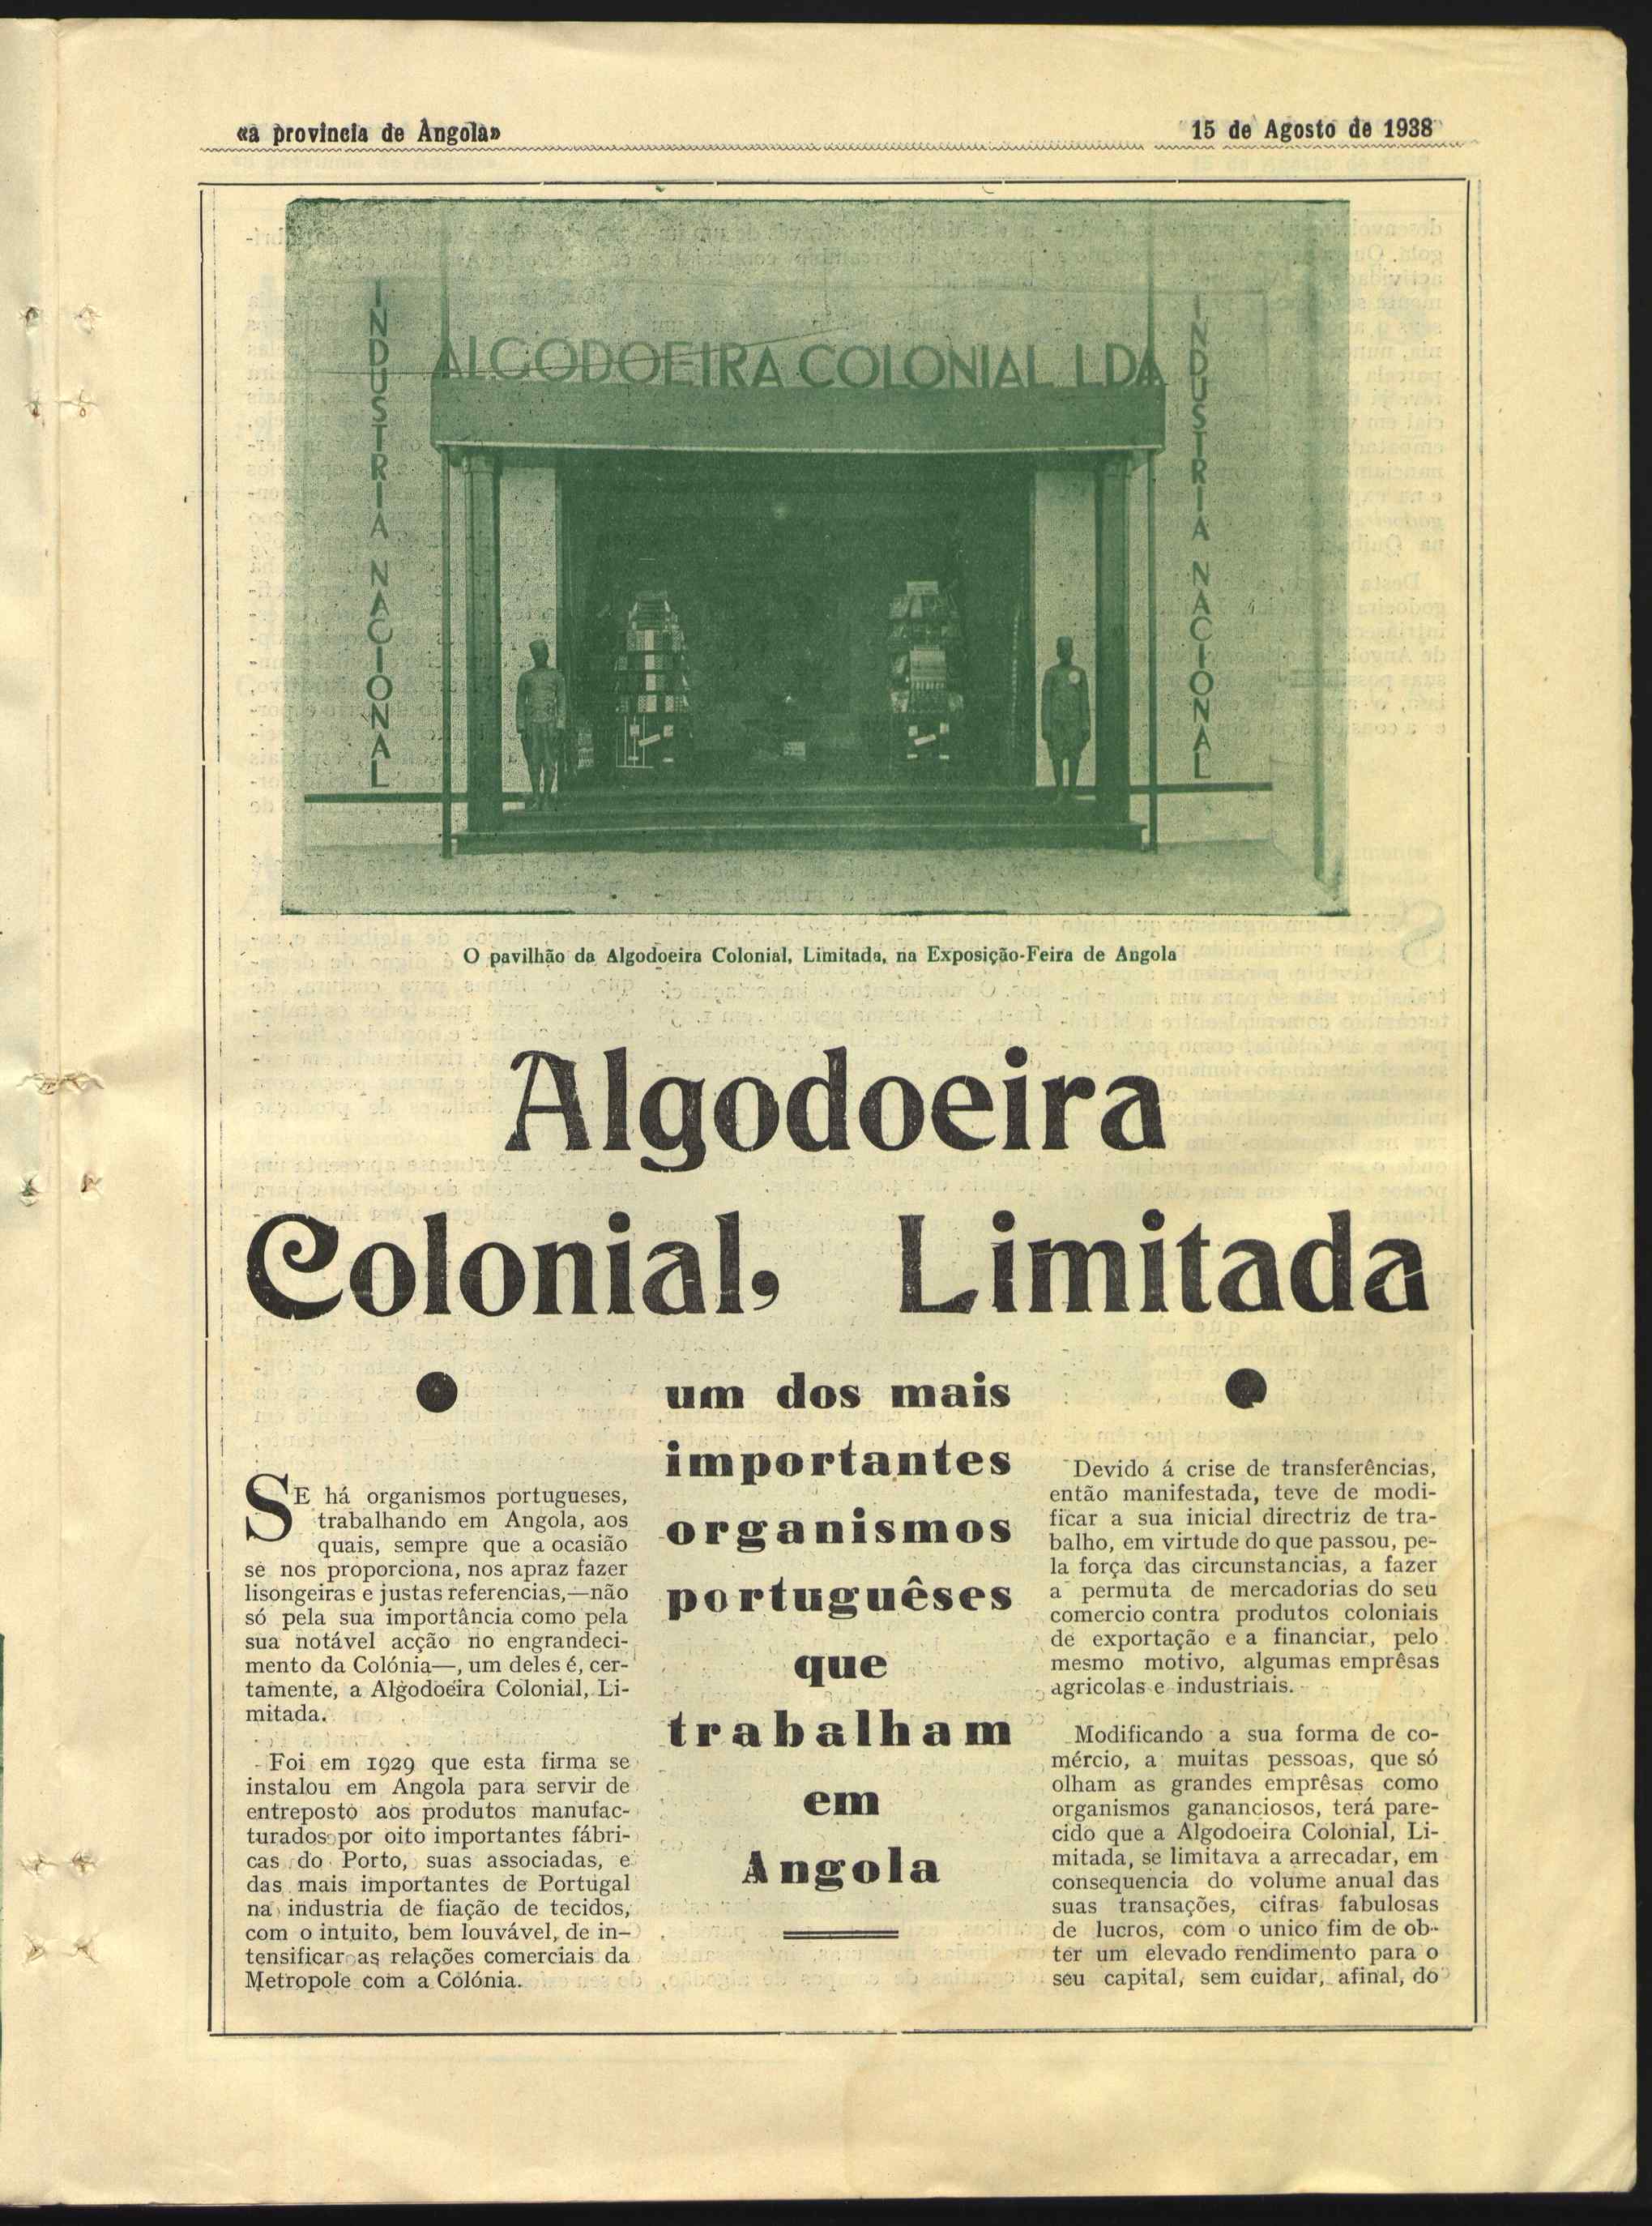 «a provincia de Angola»
15 de Agosto de 1938
INDUSTRIA NACIONAL
ALGODOEIRA COLONIAL LDA
INDUSTRIA NACIONAL
O pavilhão da Algodoeira Colonial, Limitada, na Exposição-Feira de Angola
Algodoeira
Colonial, Limitada
um dos mais
importantes
organismos
portuguêses
que
trabalham
em
Angola
SE há organismos portugueses,
trabalhando em Angola, aos
quais, sempre que a ocasião
se nos proporciona, nos apraz fazer
lisongeiras e justas referencias,—não
só pela sua importância como pela
sua notável acção no engrandeci-
mento da Colónia—, um deles é, cer-
tamente, a Algodoeira Colonial, Li-
mitada.
Foi em 1929 que esta firma se
instalou em Angola para servir de
entreposto aos produtos manufac-
turados por oito importantes fábri-
cas do Porto, suas associadas, e
das mais importantes de Portugal
na industria de fiação de tecidos,
com o intuito, bem louvável, de in-
tensificar as relações comerciais da
Metropole com a Colónia.
Devido á crise de transferências,
então manifestada, teve de modi-
ficar a sua inicial directriz de tra-
balho, em virtude do que passou, pe-
la força das circunstancias, a fazer
a permuta de mercadorias do seu
comercio contra produtos coloniais
de exportação e a financiar, pelo
mesmo motivo, algumas emprêsas
agricolas e industriais.
Modificando a sua forma de co-
mércio, a muitas pessoas, que só
olham as grandes emprêsas como
organismos gananciosos, terá pare-
cido que a Algodoeira Colonial, Li-
mitada, se limitava a arrecadar, em
consequencia do volume anual das
suas transações, cifras fabulosas
de lucros, com o unico fim de ob-
ter um elevado rendimento para o
seu capital, sem cuidar, afinal, do